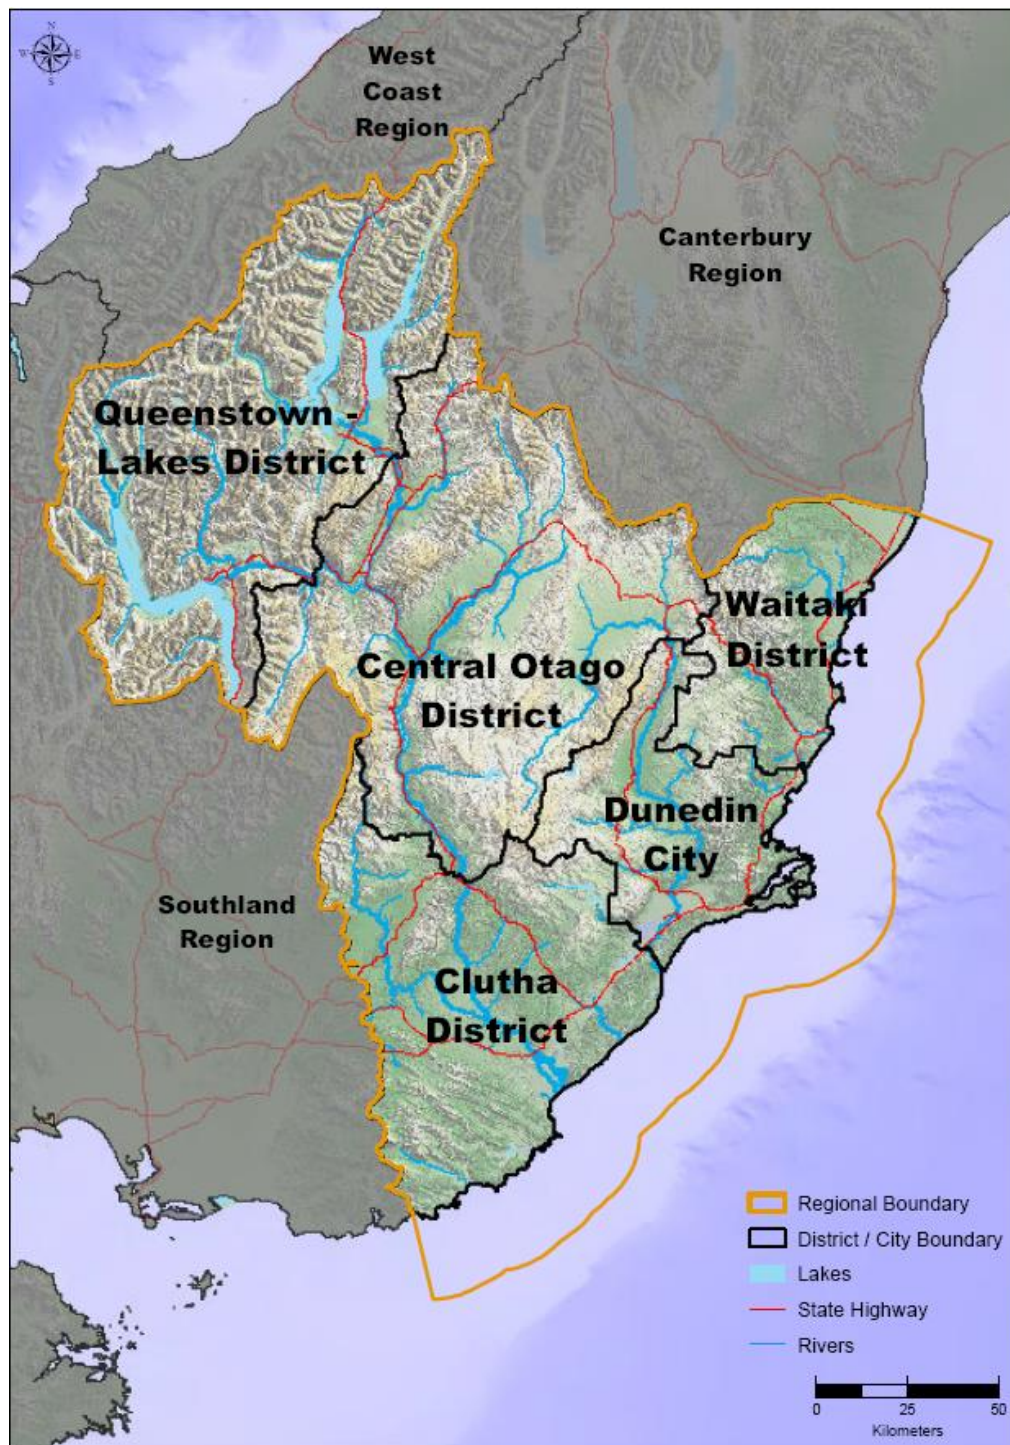 N
W E
S
West
Coast
Region
Canterbury
Region
Queenstown -
Lakes District
Waitaki
District
Central Otago
District
Dunedin
City
Southland
Region
Clutha
District
Regional Boundary
District / City Boundary
Lakes
State Highway
Rivers
0 25 50
Kilometers